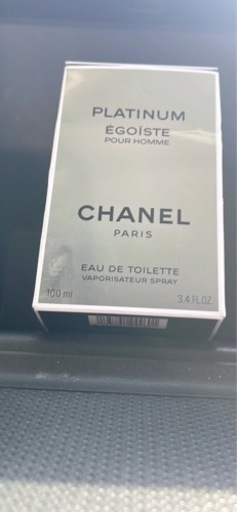 PLATINUM
ÉGOÏSTE
POUR HOMME
CHANEL
PARIS
EAU DE TOILETTE
VAPORISATEUR SPRAY
100 ml 3.4 FL.OZ